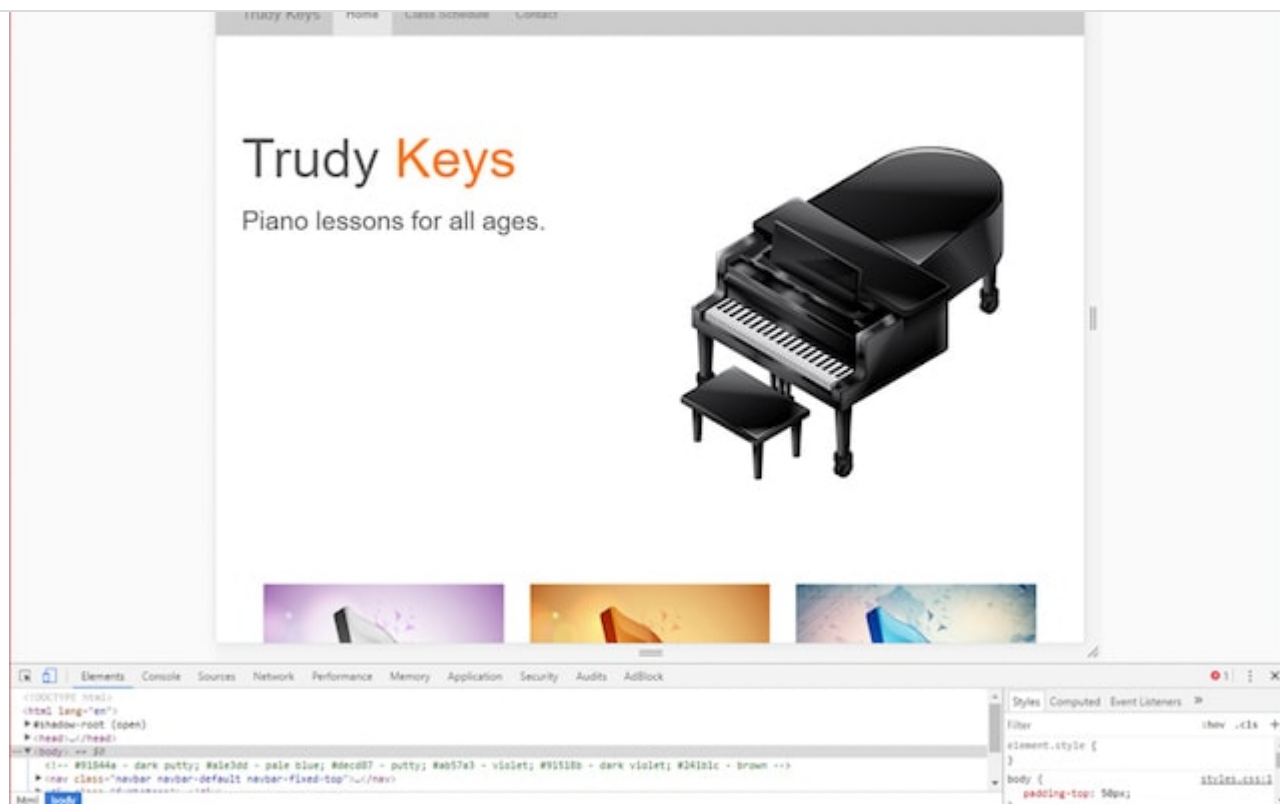 Trudy Keys Home Class Schedule Contact
Trudy Keys
Piano lessons for all ages.
Elements Console Sources Network Performance Memory Application Security Audits AdBlock 1
<!DOCTYPE html>
<html lang="en">
#shadow-root (open)
<head>…</head>
<body> == $0
<!-- #91844a - dark putty; #a1e3dd - pale blue; #decd87 - putty; #ab57a3 - violet; #91518b - dark violet; #241b1c - brown -->
<nav class="navbar navbar-default navbar-fixed-top">…</nav>
html body
Styles Computed Event Listeners »
Filter :hov .cls +
element.style {
}
body { styles.css:1
padding-top: 50px;